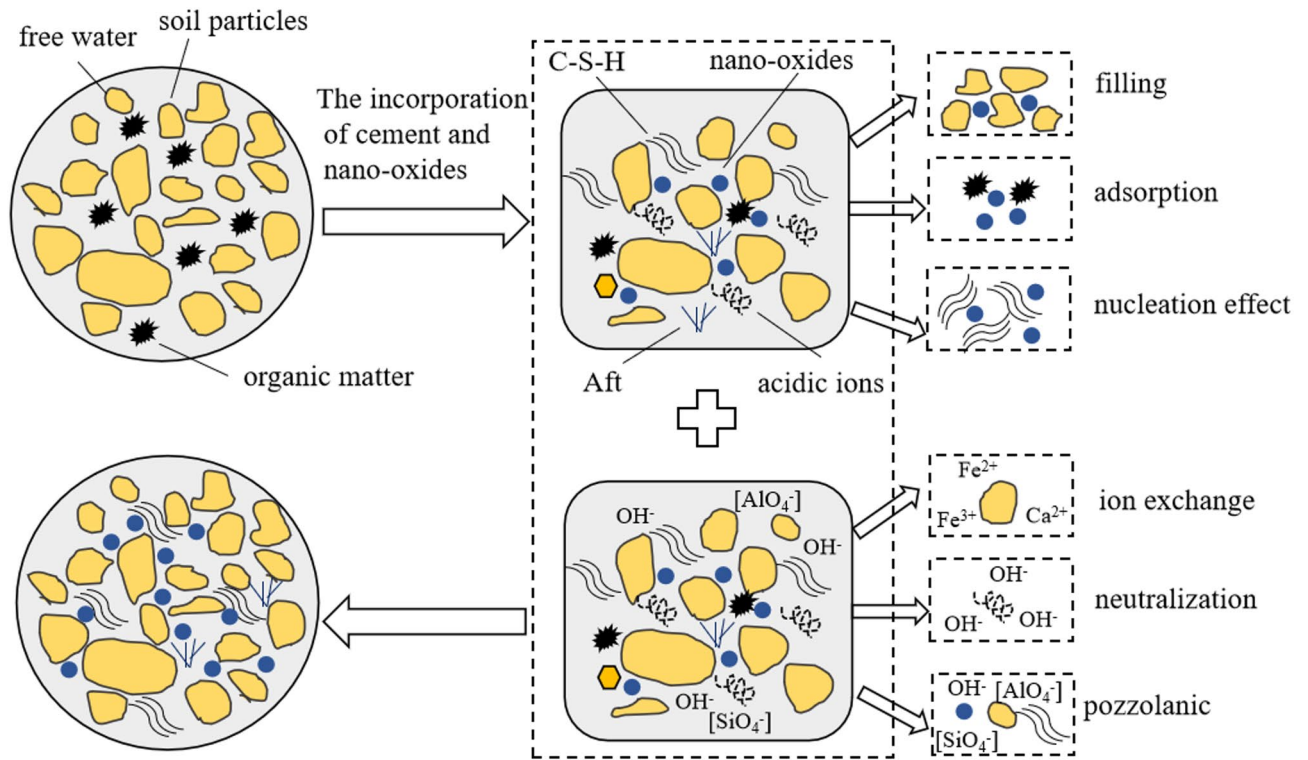 free water
soil particles
organic matter
The incorporation
of cement and
nano-oxides
C-S-H
nano-oxides
Aft
acidic ions
filling
adsorption
nucleation effect
OH-
[AlO₄-]
OH-
OH-
[SiO₄-]
Fe²⁺
Fe³⁺
Ca²⁺
ion exchange
OH-
OH-
OH-
neutralization
OH-
[AlO₄-]
[SiO₄-]
pozzolanic